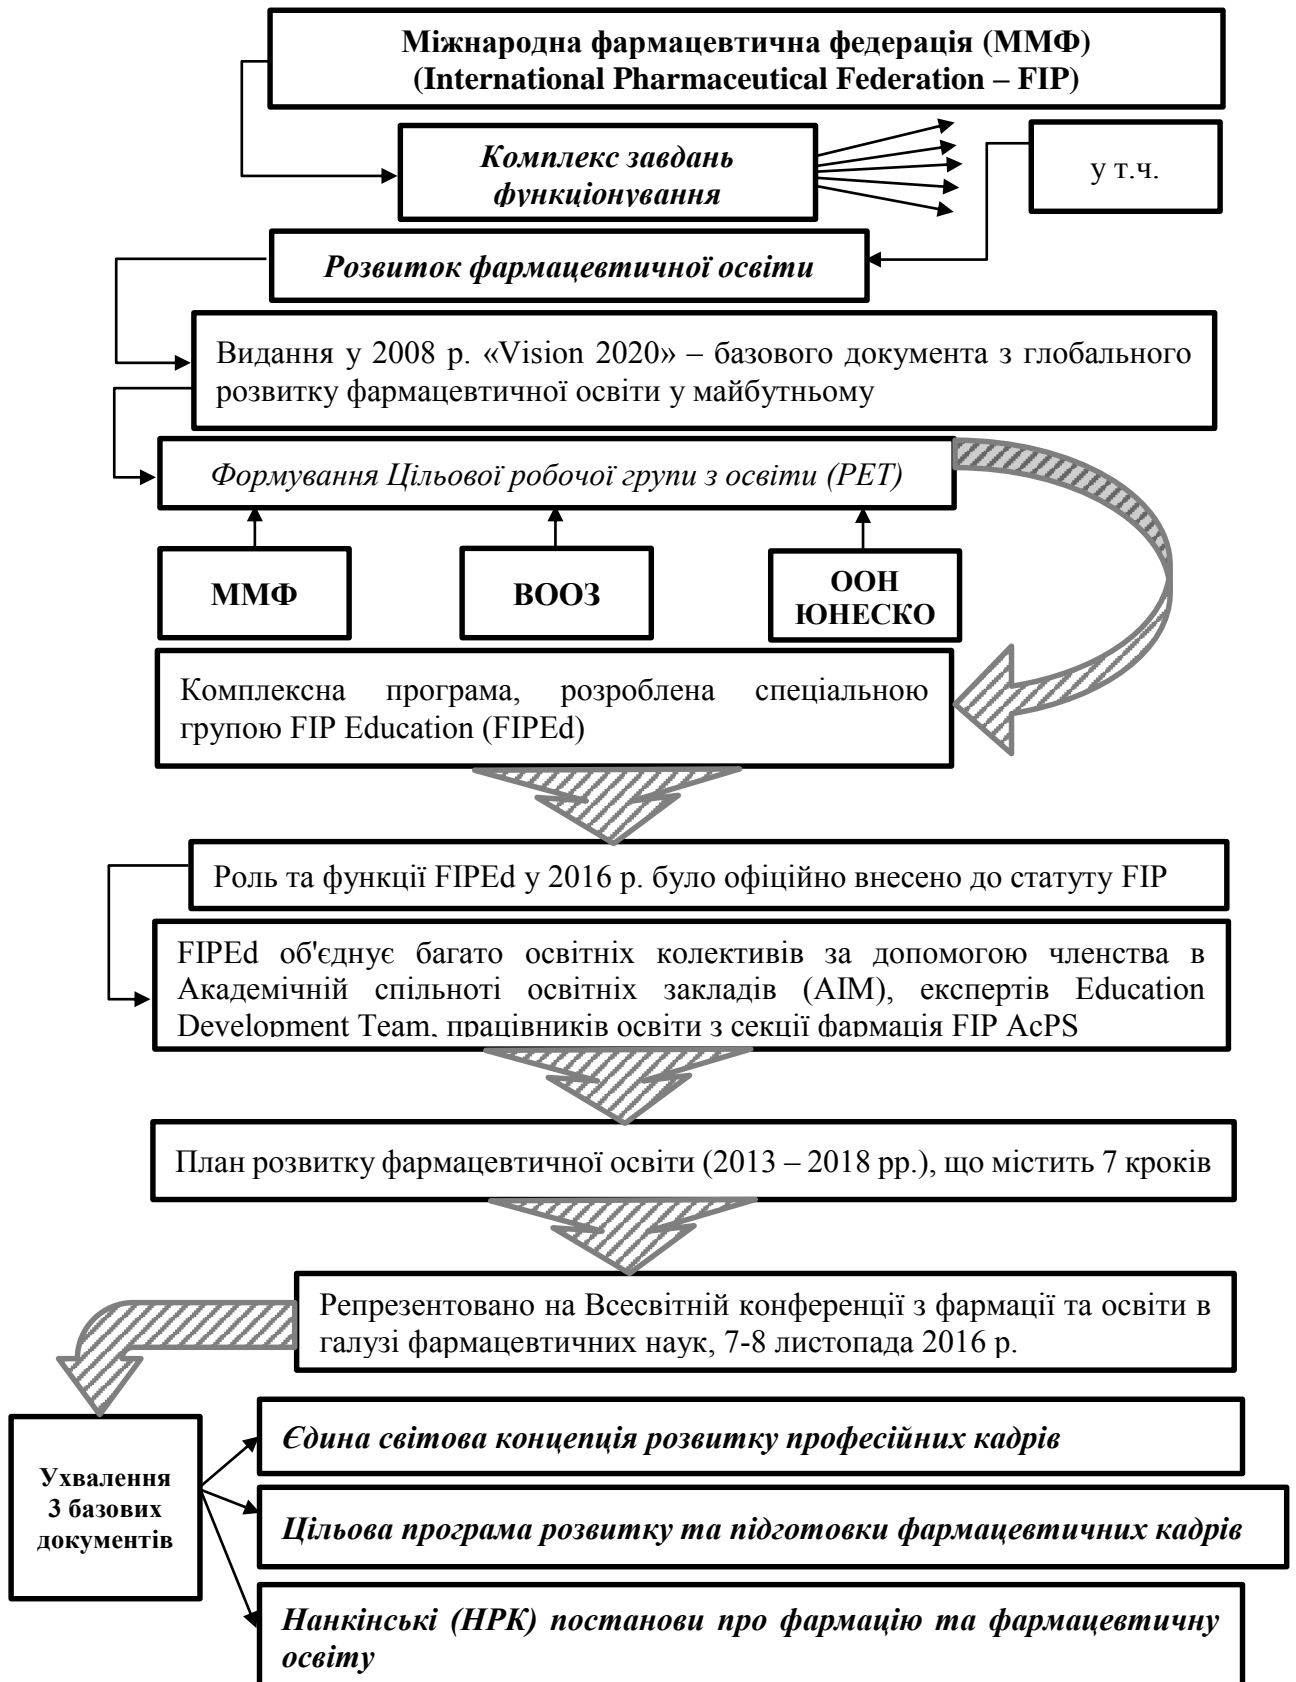 Міжнародна фармацевтична федерація (ММФ)
(International Pharmaceutical Federation – FIP)
Комплекс завдань
функціонування
у т.ч.
Розвиток фармацевтичної освіти
Видання у 2008 р. «Vision 2020» – базового документа з глобального
розвитку фармацевтичної освіти у майбутньому
Формування Цільової робочої групи з освіти (PET)
ММФ
ВООЗ
ООН
ЮНЕСКО
Комплексна програма, розроблена спеціальною
групою FIP Education (FIPEd)
Роль та функції FIPEd у 2016 р. було офіційно внесено до статуту FIP
FIPEd об'єднує багато освітніх колективів за допомогою членства в
Академічній спільноті освітніх закладів (AIM), експертів Education
Development Team, працівників освіти з секції фармація FIP AcPS
План розвитку фармацевтичної освіти (2013 – 2018 рр.), що містить 7 кроків
Репрезентовано на Всесвітній конференції з фармації та освіти в
галузі фармацевтичних наук, 7-8 листопада 2016 р.
Ухвалення
3 базових
документів
Єдина світова концепція розвитку професійних кадрів
Цільова програма розвитку та підготовки фармацевтичних кадрів
Нанкінські (НРК) постанови про фармацію та фармацевтичну
освіту